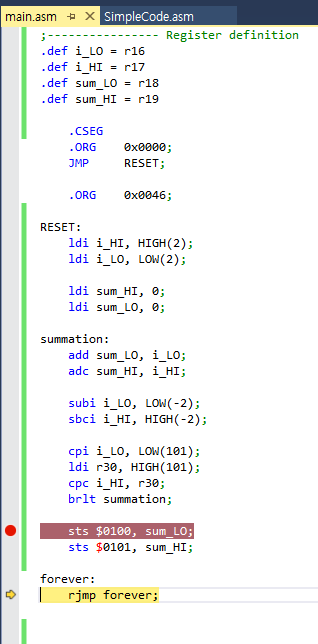 main.asm SimpleCode.asm
;--------------- Register definition
.def i_LO = r16
.def i_HI = r17
.def sum_LO = r18
.def sum_HI = r19
.CSEG
.ORG 0x0000;
JMP RESET;
.ORG 0x0046;
RESET:
ldi i_HI, HIGH(2);
ldi i_LO, LOW(2);
ldi sum_HI, 0;
ldi sum_LO, 0;
summation:
add sum_LO, i_LO;
adc sum_HI, i_HI;
subi i_LO, LOW(-2);
sbci i_HI, HIGH(-2);
cpi i_LO, LOW(101);
ldi r30, HIGH(101);
cpc i_HI, r30;
brlt summation;
sts $0100, sum_LO;
sts $0101, sum_HI;
forever:
rjmp forever;